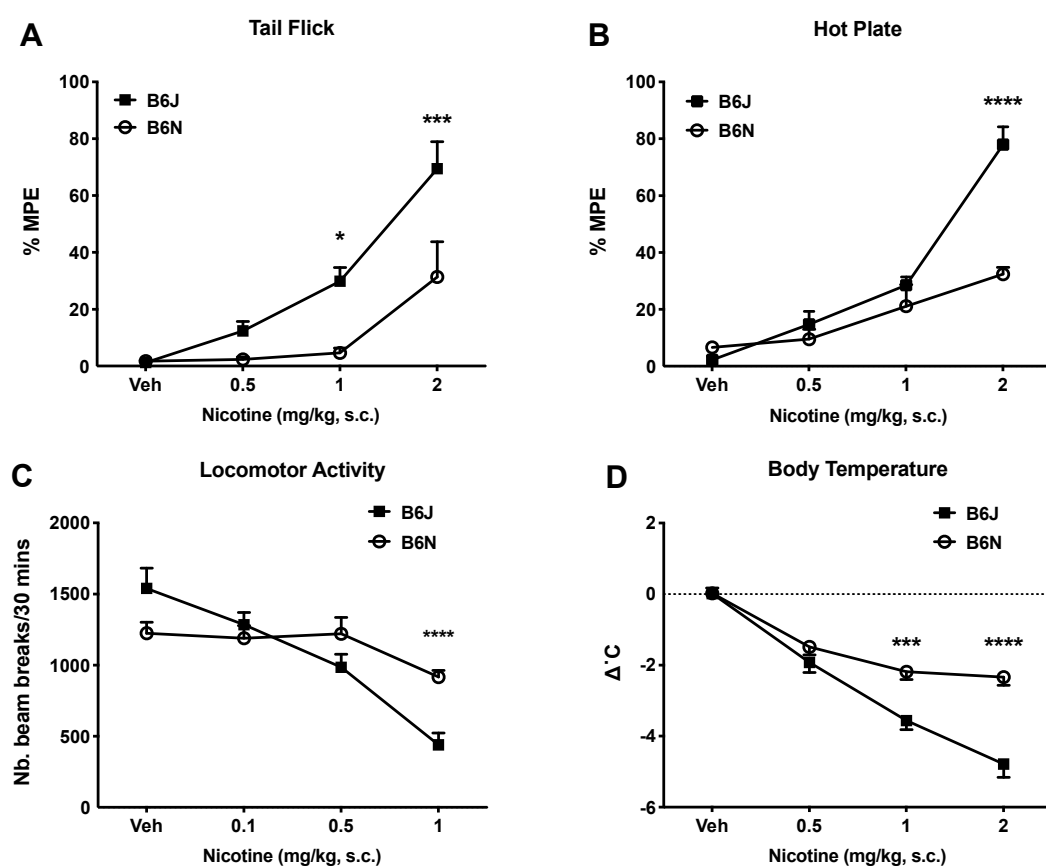 A
Tail Flick
100
80
60
40
20
0
% MPE
B6J
B6N
*
***
Veh
0.5
1
2
Nicotine (mg/kg, s.c.)
B
Hot Plate
100
80
60
40
20
0
% MPE
B6J
B6N
****
Veh
0.5
1
2
Nicotine (mg/kg, s.c.)
C
Locomotor Activity
2000
1500
1000
500
0
Nb. beam breaks/30 mins
B6J
B6N
****
Veh
0.1
0.5
1
Nicotine (mg/kg, s.c.)
D
Body Temperature
2
0
-2
-4
-6
Δ˙C
B6J
B6N
***
****
Veh
0.5
1
2
Nicotine (mg/kg, s.c.)